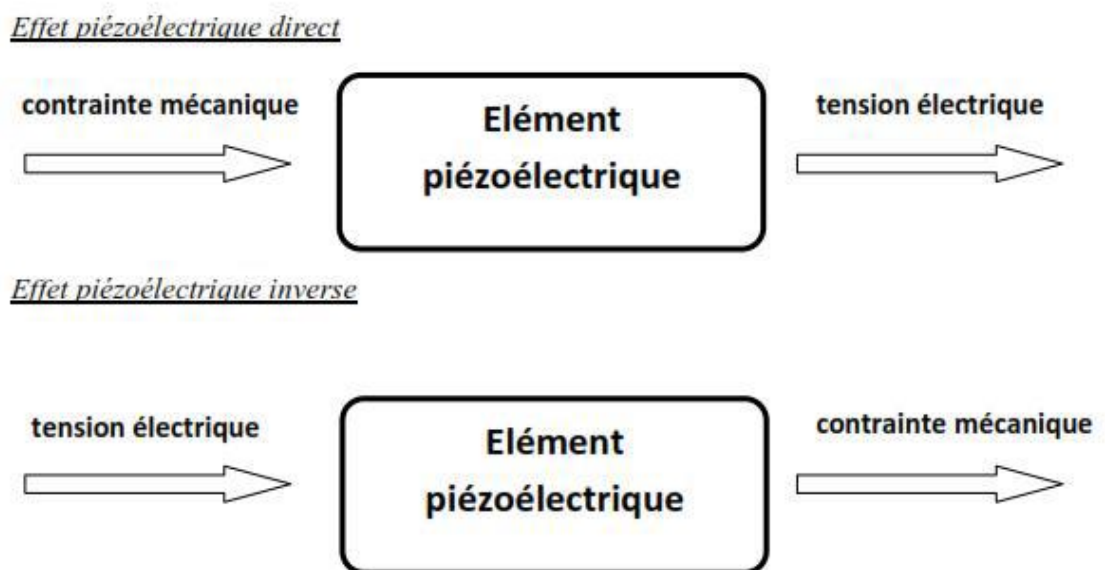 Effet piézoélectrique direct
contrainte mécanique
Elément
piézoélectrique
tension électrique
Effet piézoélectrique inverse
tension électrique
Elément
piézoélectrique
contrainte mécanique